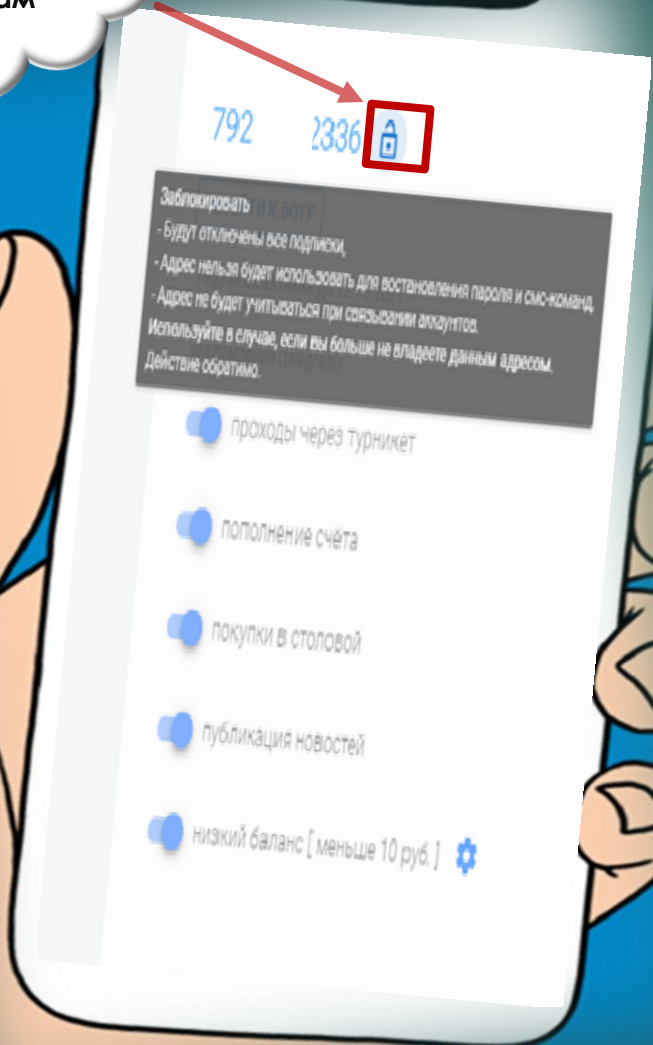 792 2336
Заблокировать
- Будут отключены все подписки,
- Адрес нельзя будет использовать для востановления пароля и смс-команд,
- Адрес не будет учитываться при связывании аккаунтов.
Используйте в случае, если вы больше не владеете данным адресом.
Действие обратимо.
проходы через турникет
пополнение счёта
покупки в столовой
публикация новостей
низкий баланс [ меньше 10 руб. ]